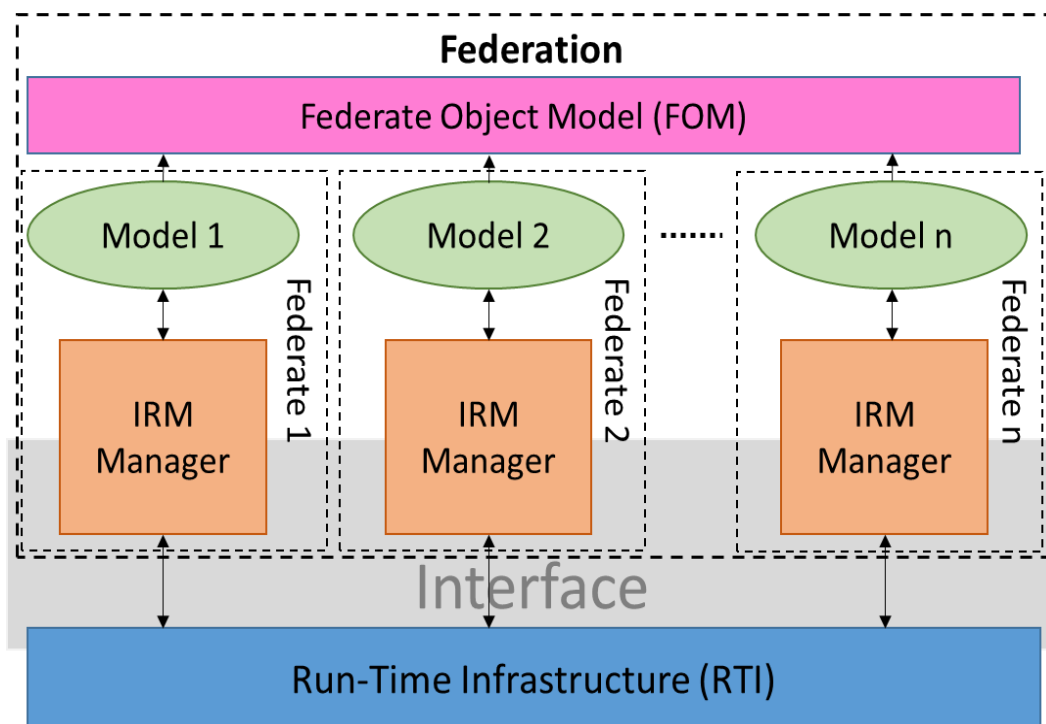 Federation
Federate Object Model (FOM)
Model 1
Model 2
.......
Model n
Federate 1
Federate 2
Federate n
IRM
Manager
IRM
Manager
IRM
Manager
Interface
Run-Time Infrastructure (RTI)